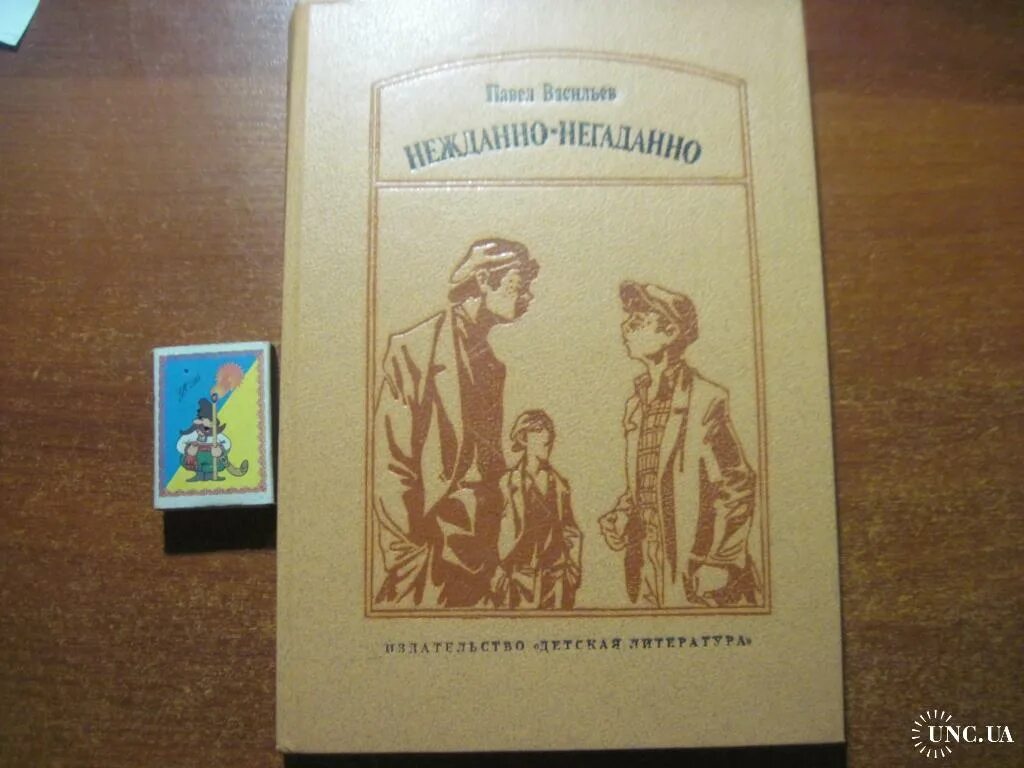 Павел Васильев
НЕЖДАННО-НЕГАДАННО
ИЗДАТЕЛЬСТВО «ДЕТСКАЯ ЛИТЕРАТУРА»
UNC.UA